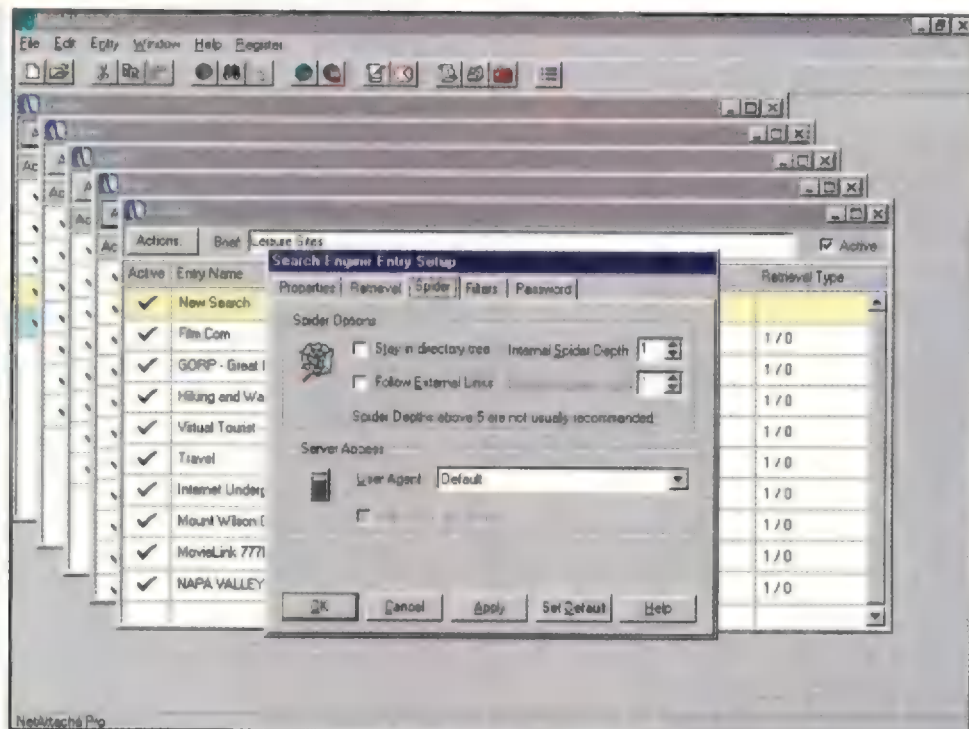 File Edit Entry Window Help Register
Actions. Brief Leisure Sites Active
Active Entry Name Retrieval Type
New Search
Film Com 1 / 0
GORP - Great 1 / 0
Hiking and Wa 1 / 0
Virtual Tourist 1 / 0
Travel 1 / 0
Internet Underg 1 / 0
Mount Wilson 1 / 0
MovieLink 777 1 / 0
NAPA VALLEY 1 / 0
Search Engine Entry Setup
Properties Retrieval Spider Filters Password
Spider Options
Stay in directory tree Internal Spider Depth 1
Follow External Links
Spider Depths above 5 are not usually recommended
Server Access
User Agent Default
OK Cancel Apply Set Default Help
NetAttaché Pro